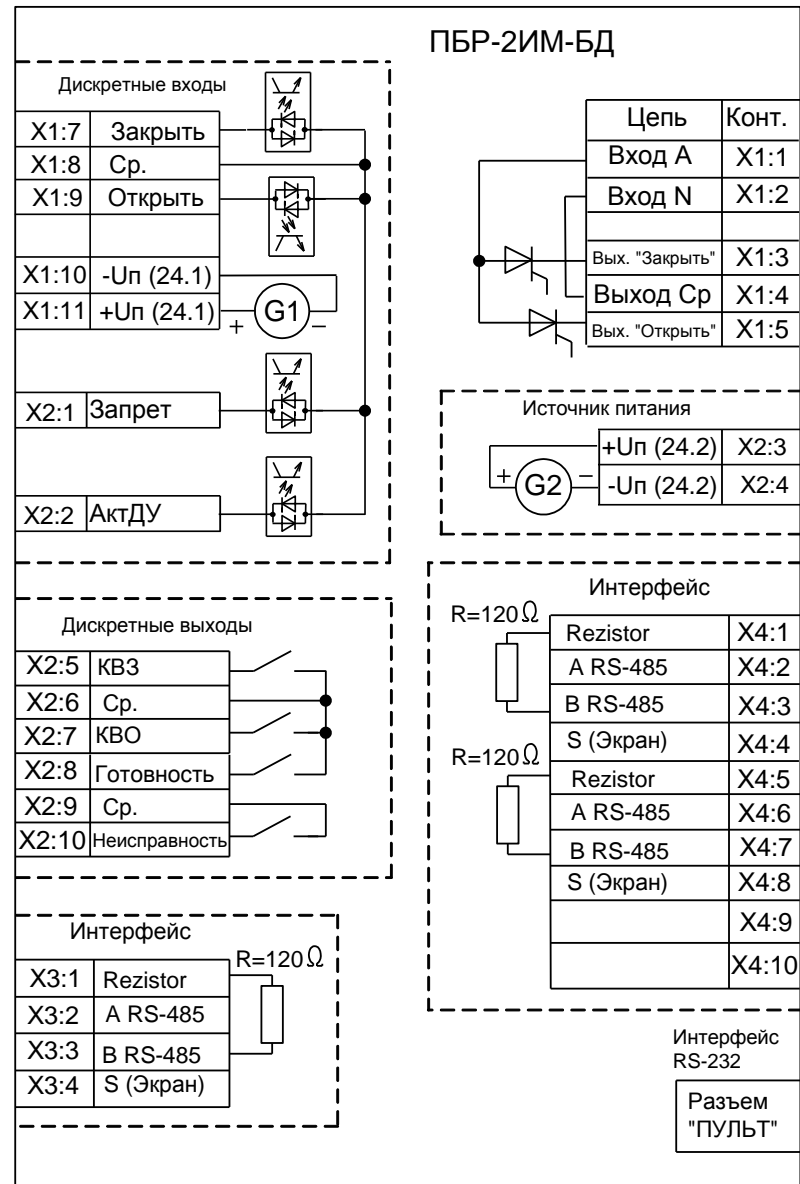 ПБР-2ИМ-БД
Дискретные входы
X1:7 Закрыть
X1:8 Ср.
X1:9 Открыть
X1:10 -Uп (24.1)
X1:11 +Uп (24.1)
+ G1 −
X2:1 Запрет
X2:2 АктДУ
Цепь Конт.
Вход А X1:1
Вход N X1:2
Вых. "Закрыть" X1:3
Выход Ср X1:4
Вых. "Открыть" X1:5
Источник питания
+Uп (24.2) X2:3
-Uп (24.2) X2:4
+ G2 −
Дискретные выходы
X2:5 КВЗ
X2:6 Ср.
X2:7 КВО
X2:8 Готовность
X2:9 Ср.
X2:10 Неисправность
Интерфейс
R=120Ω
Rezistor X4:1
A RS-485 X4:2
B RS-485 X4:3
S (Экран) X4:4
R=120Ω
Rezistor X4:5
A RS-485 X4:6
B RS-485 X4:7
S (Экран) X4:8
X4:9
X4:10
Интерфейс
R=120Ω
X3:1 Rezistor
X3:2 A RS-485
X3:3 B RS-485
X3:4 S (Экран)
Интерфейс
RS-232
Разъем
"ПУЛЬТ"